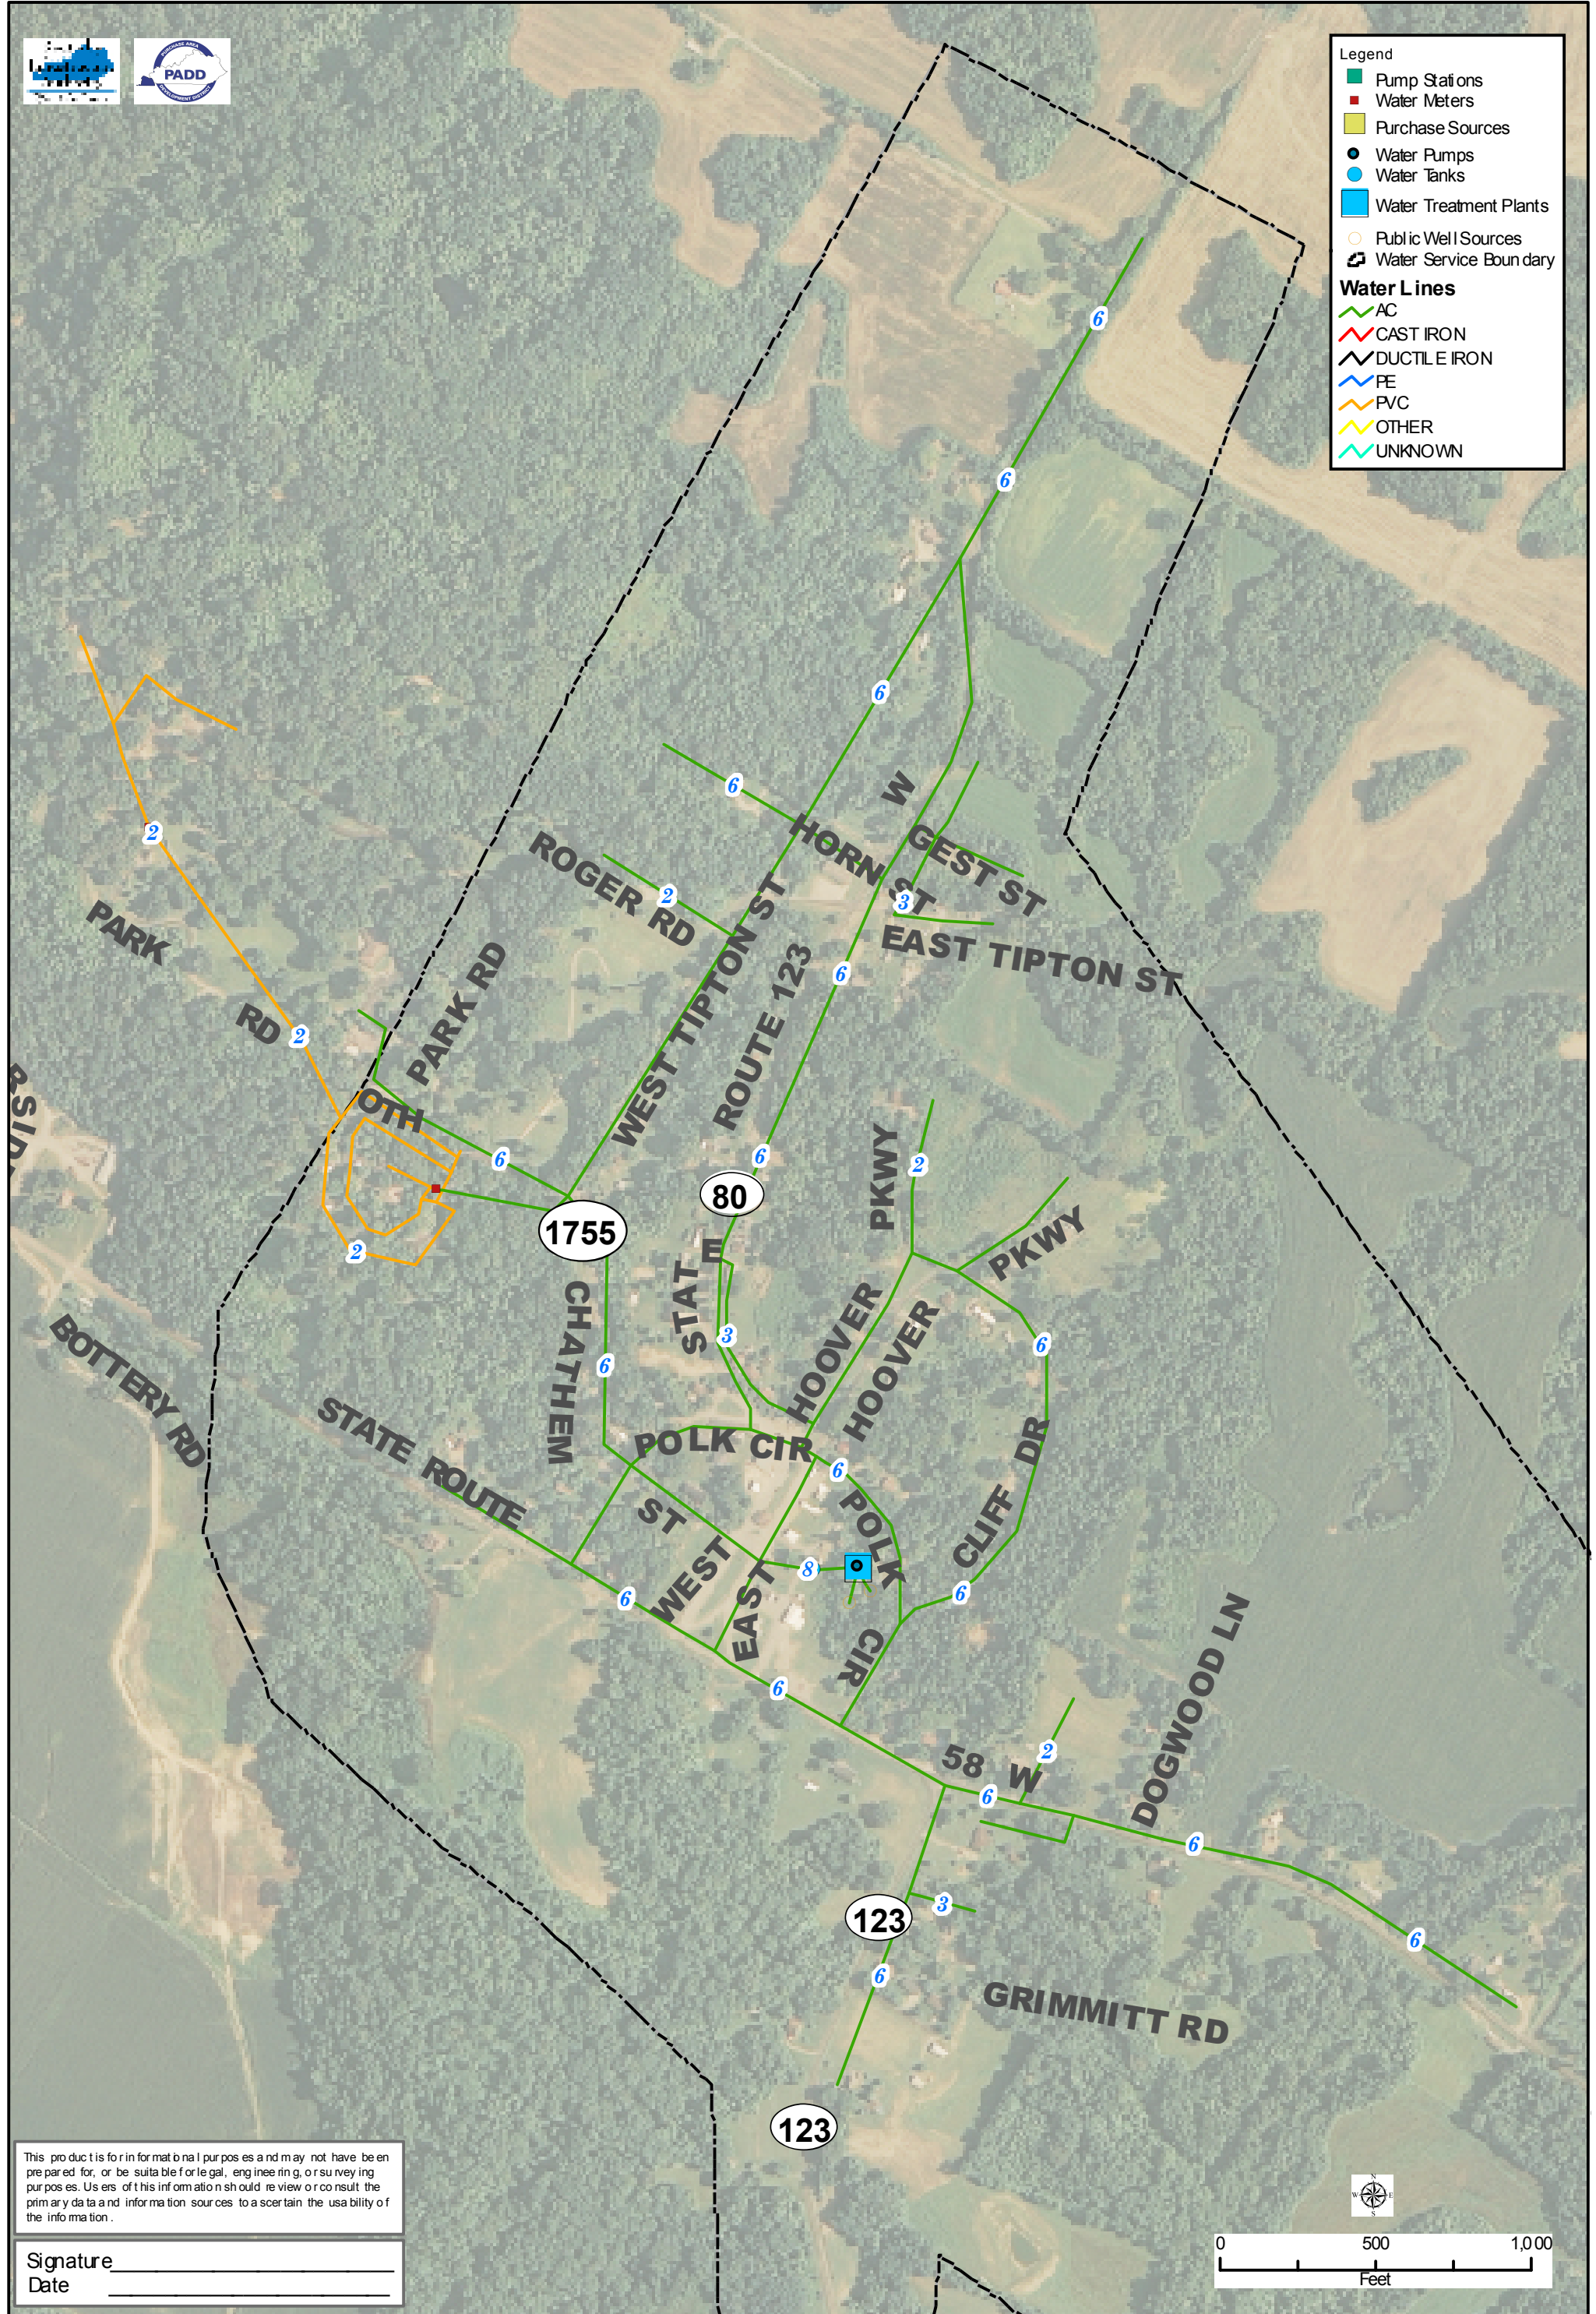 PURCHASE AREA
PADD
DEVELOPMENT DISTRICT
Legend
Pump Stations
Water Meters
Purchase Sources
Water Pumps
Water Tanks
Water Treatment Plants
Public Well Sources
Water Service Boundary
Water Lines
AC
CAST IRON
DUCTILE IRON
PE
PVC
OTHER
UNKNOWN
6
6
6
6
W
HORN ST
GEST ST
ROGER RD
2
3
EAST TIPTON ST
2
PARK
RD
2
PARK RD
WEST TIPTON ST
ROUTE 123
6
OTH
6
6
80
1755
2
PKWY
2
PKWY
STAT E
3
CHATHEM
6
HOOVER
HOOVER
6
BOTTERY RD
STATE ROUTE
POLK CIR
6
POLK
CIR
CLIFF DR
6
ST
WEST
EAST
8
6
6
58 W
2
6
DOGWOOD LN
6
6
3
123
6
GRIMMITT RD
123
This product is for informational purposes and may not have been
prepared for, or be suitable for legal, engineering, or surveying
purposes. Users of this information should review or consult the
primary data and information sources to ascertain the usability of
the information.
Signature
Date
N
W E
S
0 500 1,000
Feet